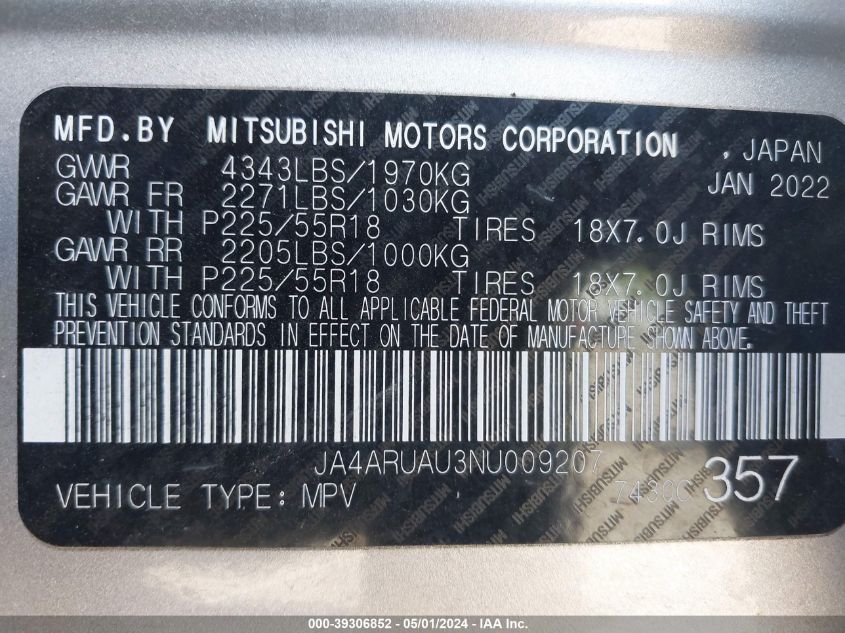 MFD.BY MITSUBISHI MOTORS CORPORATION , JAPAN
GWWR 4343LBS/1970KG JAN 2022
GAWR FR 2271LBS/1030KG
WITH P225/55R18 TIRES 18X7.0J RIMS
GAWR RR 2205LBS/1000KG
WITH P225/55R18 TIRES 18X7.0J RIMS
THIS VEHICLE CONFORMS TO ALL APPLICABLE FEDERAL MOTOR VEHICLE SAFETY AND THEFT
PREVENTION STANDARDS IN EFFECT ON THE DATE OF MANUFACTURE SHOWN ABOVE.
JA4ARUAU3NU009207
VEHICLE TYPE: MPV 357
000-39306852 - 05/01/2024 - IAA Inc.